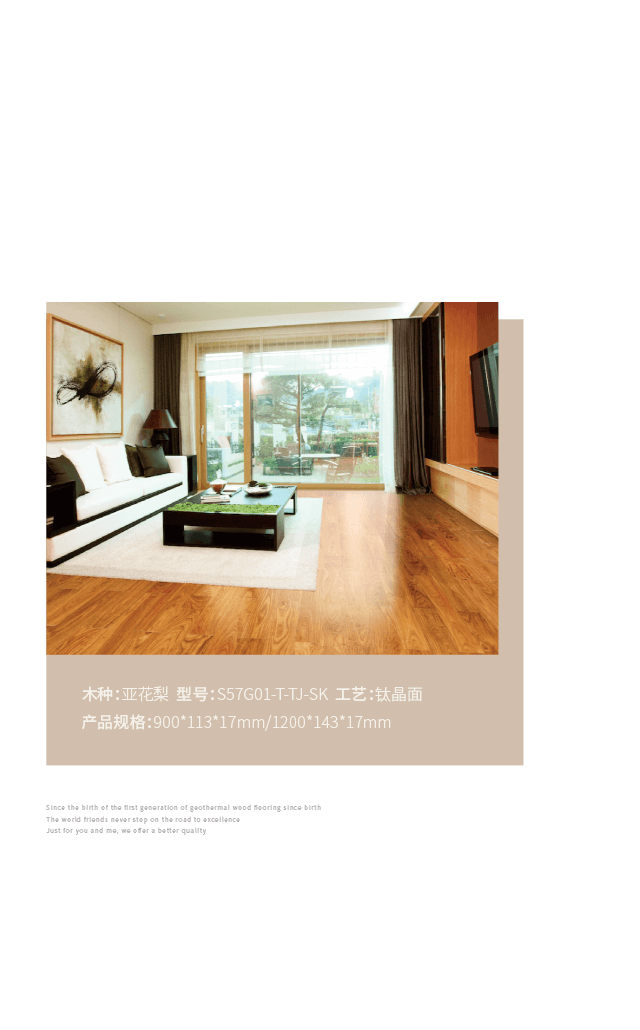 木种:亚花梨 型号:S57G01-T-TJ-SK 工艺:钛晶面
产品规格:900*113*17mm/1200*143*17mm
Since the birth of the first generation of geothermal wood flooring since birth
The world friends never stop on the road to excellence
Just for you and me, we offer a better quality